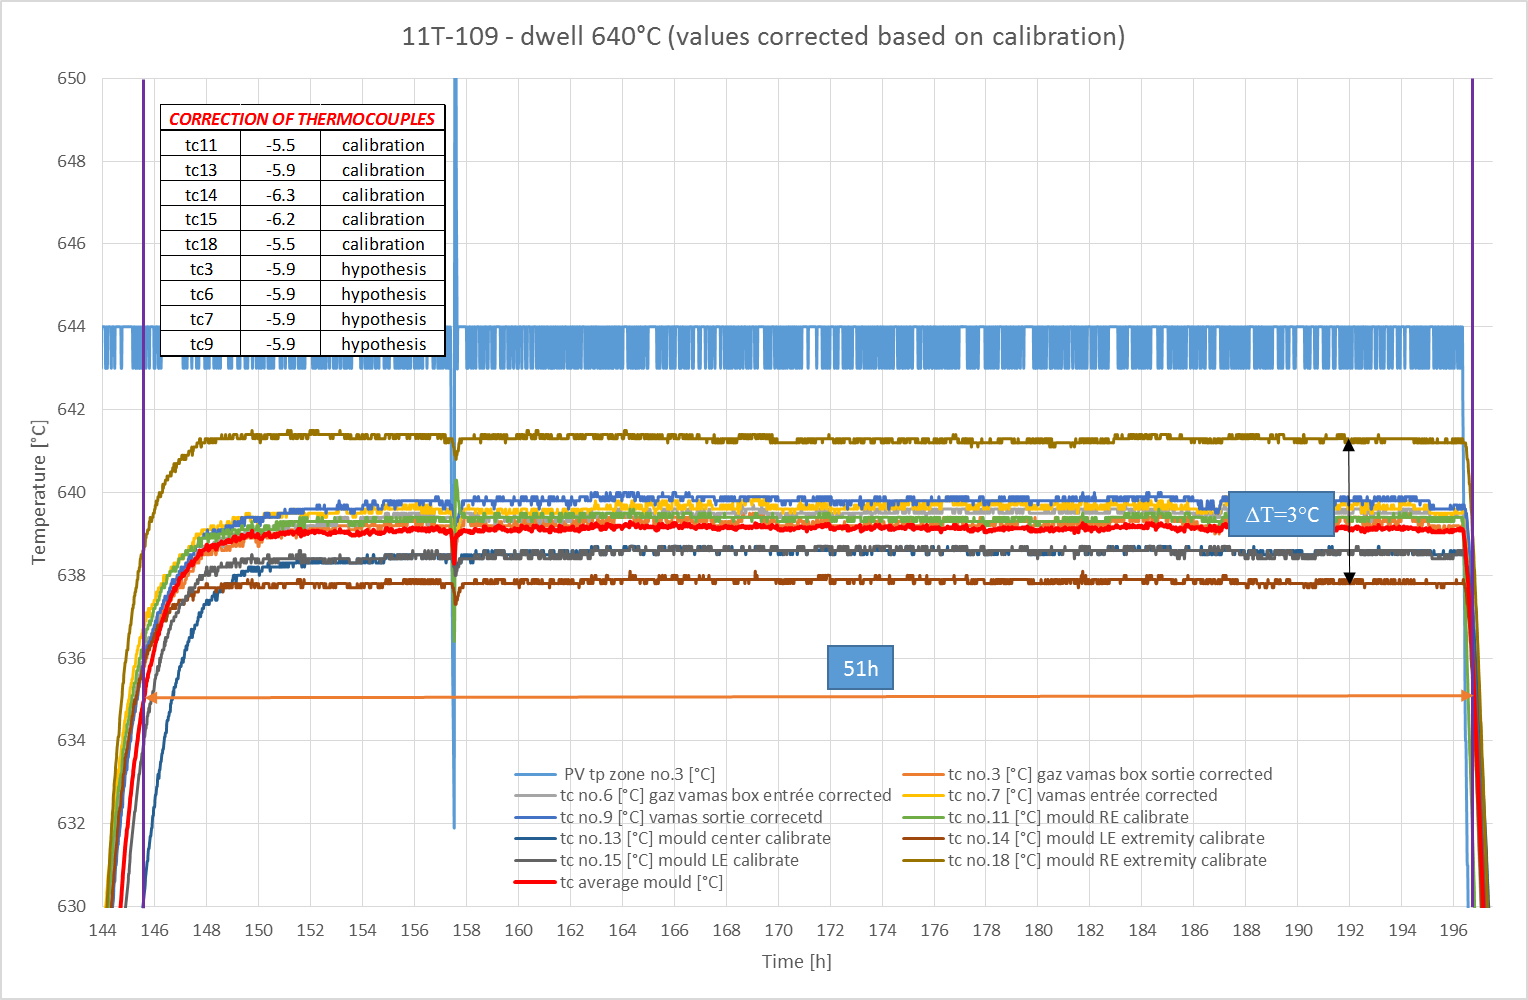 11T-109 - dwell 640°C (values corrected based on calibration)
650
648
646
644
642
640
638
636
634
632
630
Temperature [°C]
CORRECTION OF THERMOCOUPLES
tc11 -5.5 calibration
tc13 -5.9 calibration
tc14 -6.3 calibration
tc15 -6.2 calibration
tc18 -5.5 calibration
tc3 -5.9 hypothesis
tc6 -5.9 hypothesis
tc7 -5.9 hypothesis
tc9 -5.9 hypothesis
ΔT=3°C
51h
PV tp zone no.3 [°C] tc no.3 [°C] gaz vamas box sortie corrected
tc no.6 [°C] gaz vamas box entrée corrected tc no.7 [°C] vamas entrée corrected
tc no.9 [°C] vamas sortie correcetd tc no.11 [°C] mould RE calibrate
tc no.13 [°C] mould center calibrate tc no.14 [°C] mould LE extremity calibrate
tc no.15 [°C] mould LE calibrate tc no.18 [°C] mould RE extremity calibrate
tc average mould [°C]
144 146 148 150 152 154 156 158 160 162 164 166 168 170 172 174 176 178 180 182 184 186 188 190 192 194 196
Time [h]